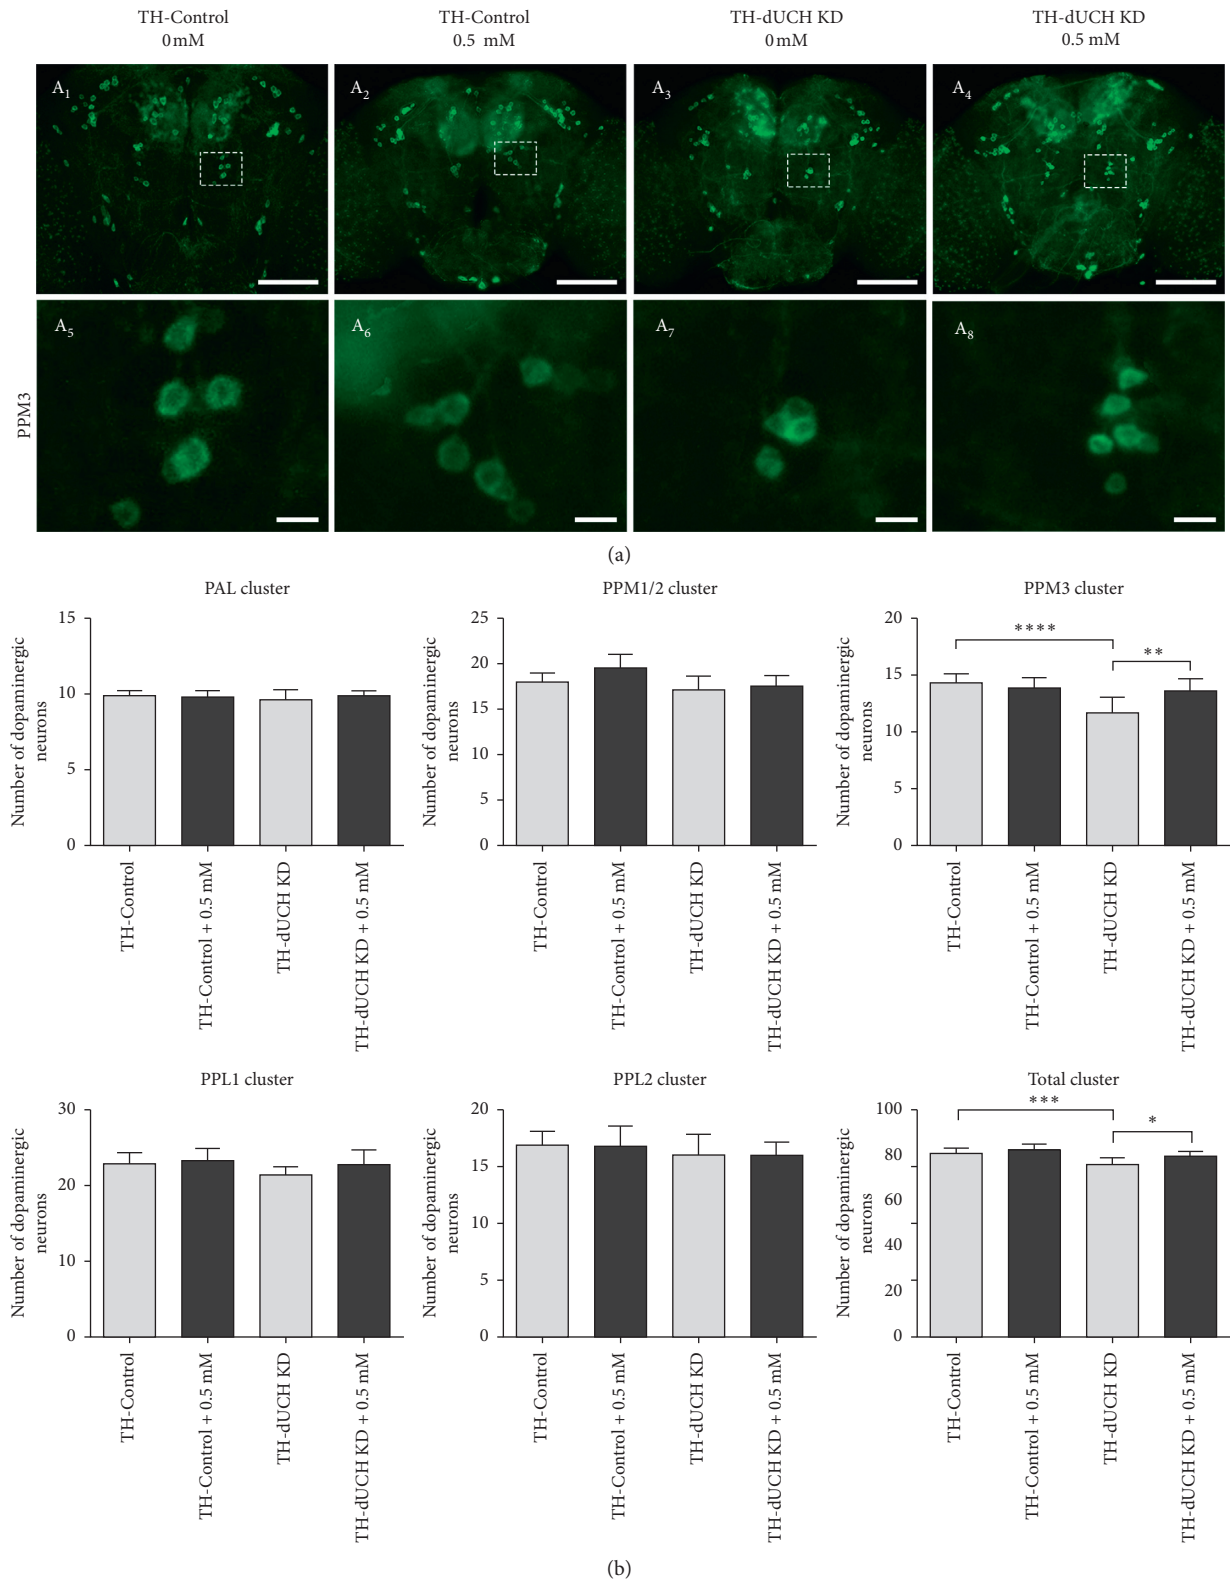 TH-Control
0 mM
TH-Control
0.5 mM
TH-dUCH KD
0 mM
TH-dUCH KD
0.5 mM
A1
A2
A3
A4
PPM3
A5
A6
A7
A8
(a)
PAL cluster
Number of dopaminergic
neurons
15
10
5
0
TH-Control
TH-Control + 0.5 mM
TH-dUCH KD
TH-dUCH KD + 0.5 mM
PPM1/2 cluster
Number of dopaminergic
neurons
25
20
15
10
5
0
TH-Control
TH-Control + 0.5 mM
TH-dUCH KD
TH-dUCH KD + 0.5 mM
PPM3 cluster
Number of dopaminergic
neurons
20
15
10
5
0
****
**
TH-Control
TH-Control + 0.5 mM
TH-dUCH KD
TH-dUCH KD + 0.5 mM
PPL1 cluster
Number of dopaminergic
neurons
30
20
10
0
TH-Control
TH-Control + 0.5 mM
TH-dUCH KD
TH-dUCH KD + 0.5 mM
PPL2 cluster
Number of dopaminergic
neurons
20
15
10
5
0
TH-Control
TH-Control + 0.5 mM
TH-dUCH KD
TH-dUCH KD + 0.5 mM
Total cluster
Number of dopaminergic
neurons
100
80
60
40
20
0
***
*
TH-Control
TH-Control + 0.5 mM
TH-dUCH KD
TH-dUCH KD + 0.5 mM
(b)